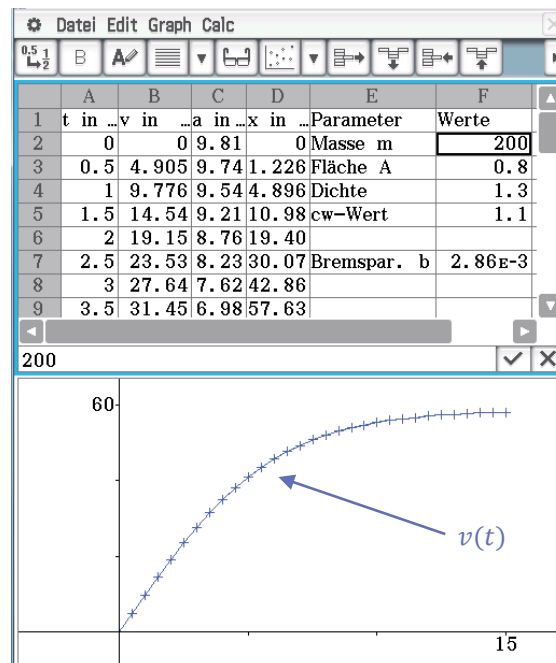 Datei Edit Graph Calc
0.5 1 2 B A
A B C D E F
1 t in … v in …a in …x in …Parameter Werte
2 0 0 9.81 0 Masse m 200
3 0.5 4.905 9.74 1.226 Fläche A 0.8
4 1 9.776 9.54 4.896 Dichte 1.3
5 1.5 14.54 9.21 10.98 cw-Wert 1.1
6 2 19.15 8.76 19.40
7 2.5 23.53 8.23 30.07 Bremspar. b 2.86E-3
8 3 27.64 7.62 42.86
9 3.5 31.45 6.98 57.63
200
60
v(t)
15